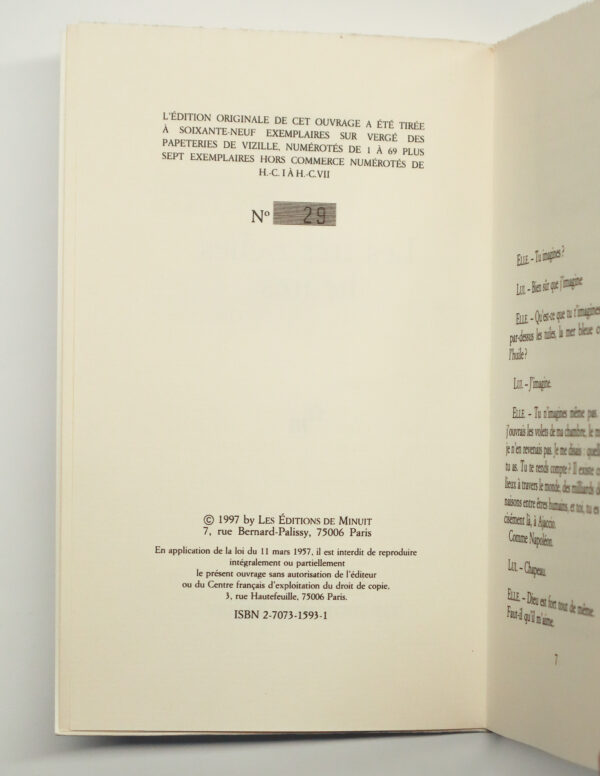 L'ÉDITION ORIGINALE DE CET OUVRAGE A ÉTÉ TIRÉE
À SOIXANTE-NEUF EXEMPLAIRES SUR VERGÉ DES
PAPETERIES DE VIZILLE, NUMÉROTÉS DE 1 À 69 PLUS
SEPT EXEMPLAIRES HORS COMMERCE NUMÉROTÉS DE
H.-C. I À H.-C.VII
Nº 29
© 1997 by LES ÉDITIONS DE MINUIT
7, rue Bernard-Palissy, 75006 Paris
En application de la loi du 11 mars 1957, il est interdit de reproduire
intégralement ou partiellement
le présent ouvrage sans autorisation de l'éditeur
ou du Centre français d'exploitation du droit de copie,
3, rue Hautefeuille, 75006 Paris.
ISBN 2-7073-1593-1
ELLE. – Tu imagines ?
LUI. – Bien sûr que j'imagine
ELLE. – Qu'est-ce que tu t'imagines
par-dessus les tuiles, la mer bleue
l'huile ?
LUI. – J'imagine.
ELLE. – Tu n'imagines même pas.
j'ouvrais les volets de ma chambre, le
je n'en revenais pas. Je me disais : quelle
tu as. Tu te rends compte ? Il existe
lieux à travers le monde, des milliards
naisons entre êtres humains, et toi, tu es
cisément là, à Ajaccio.
Comme Napoléon.
LUI. – Chapeau.
ELLE. – Dieu est fort tout de même.
Faut-il qu'il m'aime.
7